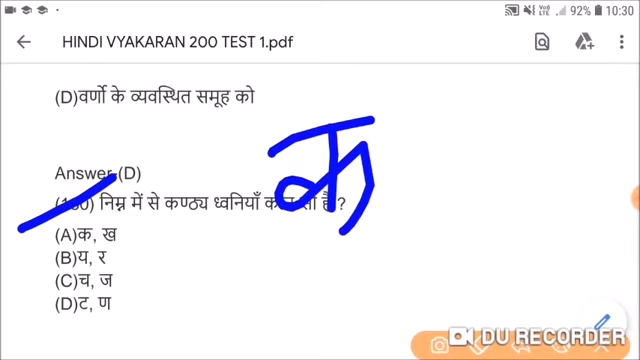 92% 10:30
HINDI VYAKARAN 200 TEST 1.pdf
(D)वर्णो के व्यवस्थित समूह को
क
Answer (D)
निम्न में से कण्ठ्य ध्वनियाँ है ?
(A)क, ख
(B)य, र
(C)च, ज
(D)ट, ण
DU RECORDER